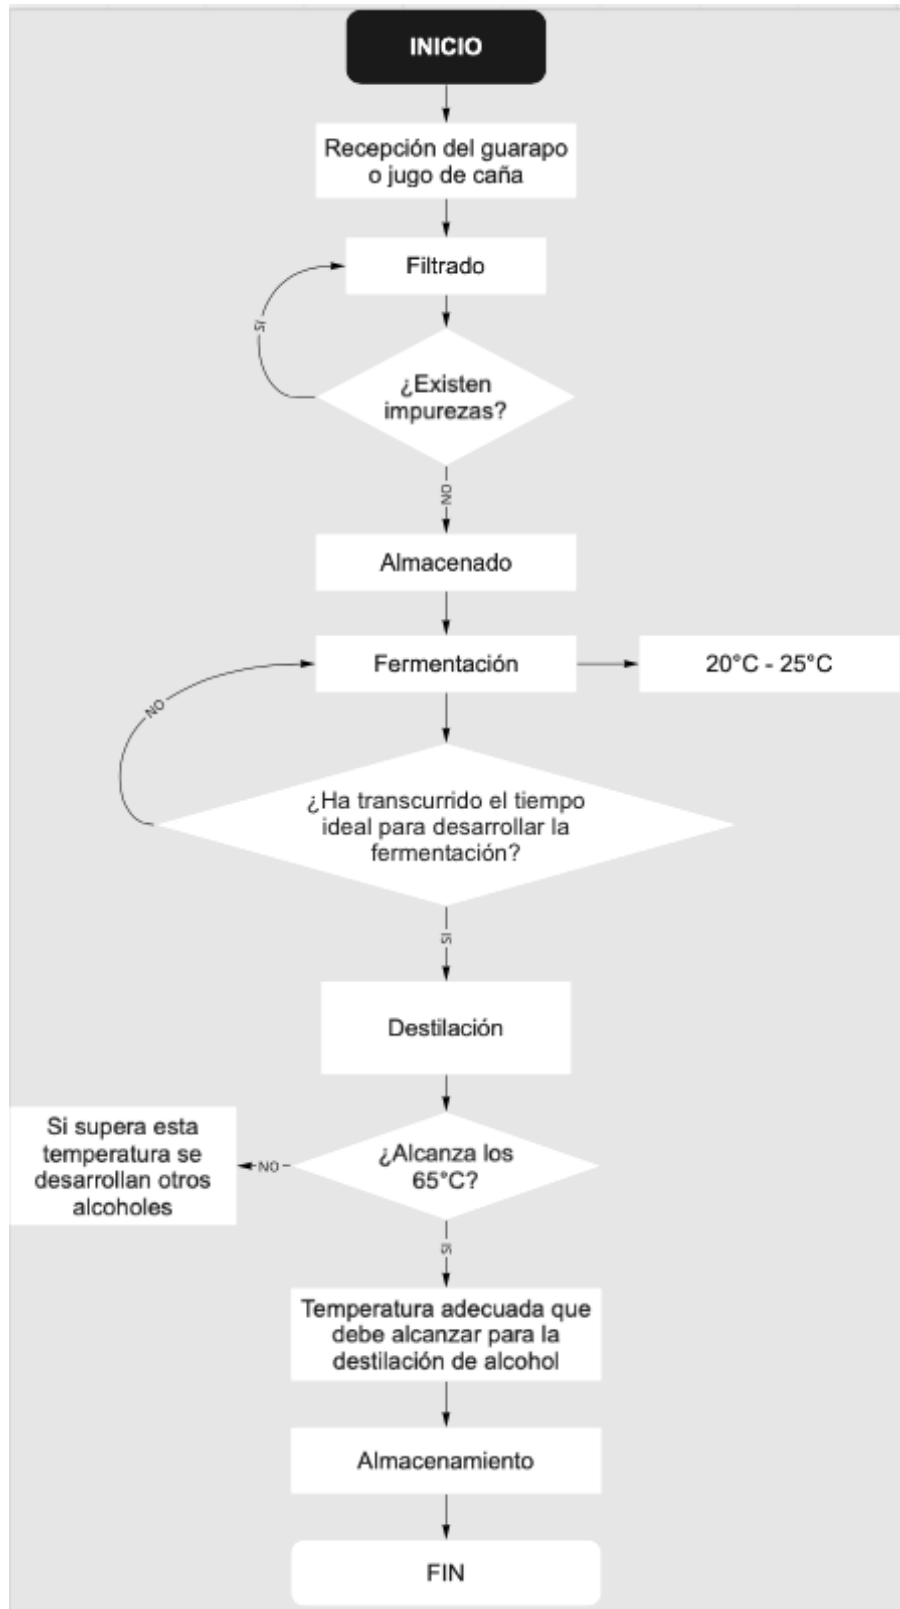 INICIO
Recepción del guarapo
o jugo de caña
Filtrado
SI
¿Existen
impurezas?
NO
Almacenado
Fermentación
20°C - 25°C
NO
¿Ha transcurrido el tiempo
ideal para desarrollar la
fermentación?
SI
Destilación
Si supera esta
temperatura se
desarrollan otros
alcoholes
NO
¿Alcanza los
65°C?
SI
Temperatura adecuada que
debe alcanzar para la
destilación de alcohol
Almacenamiento
FIN